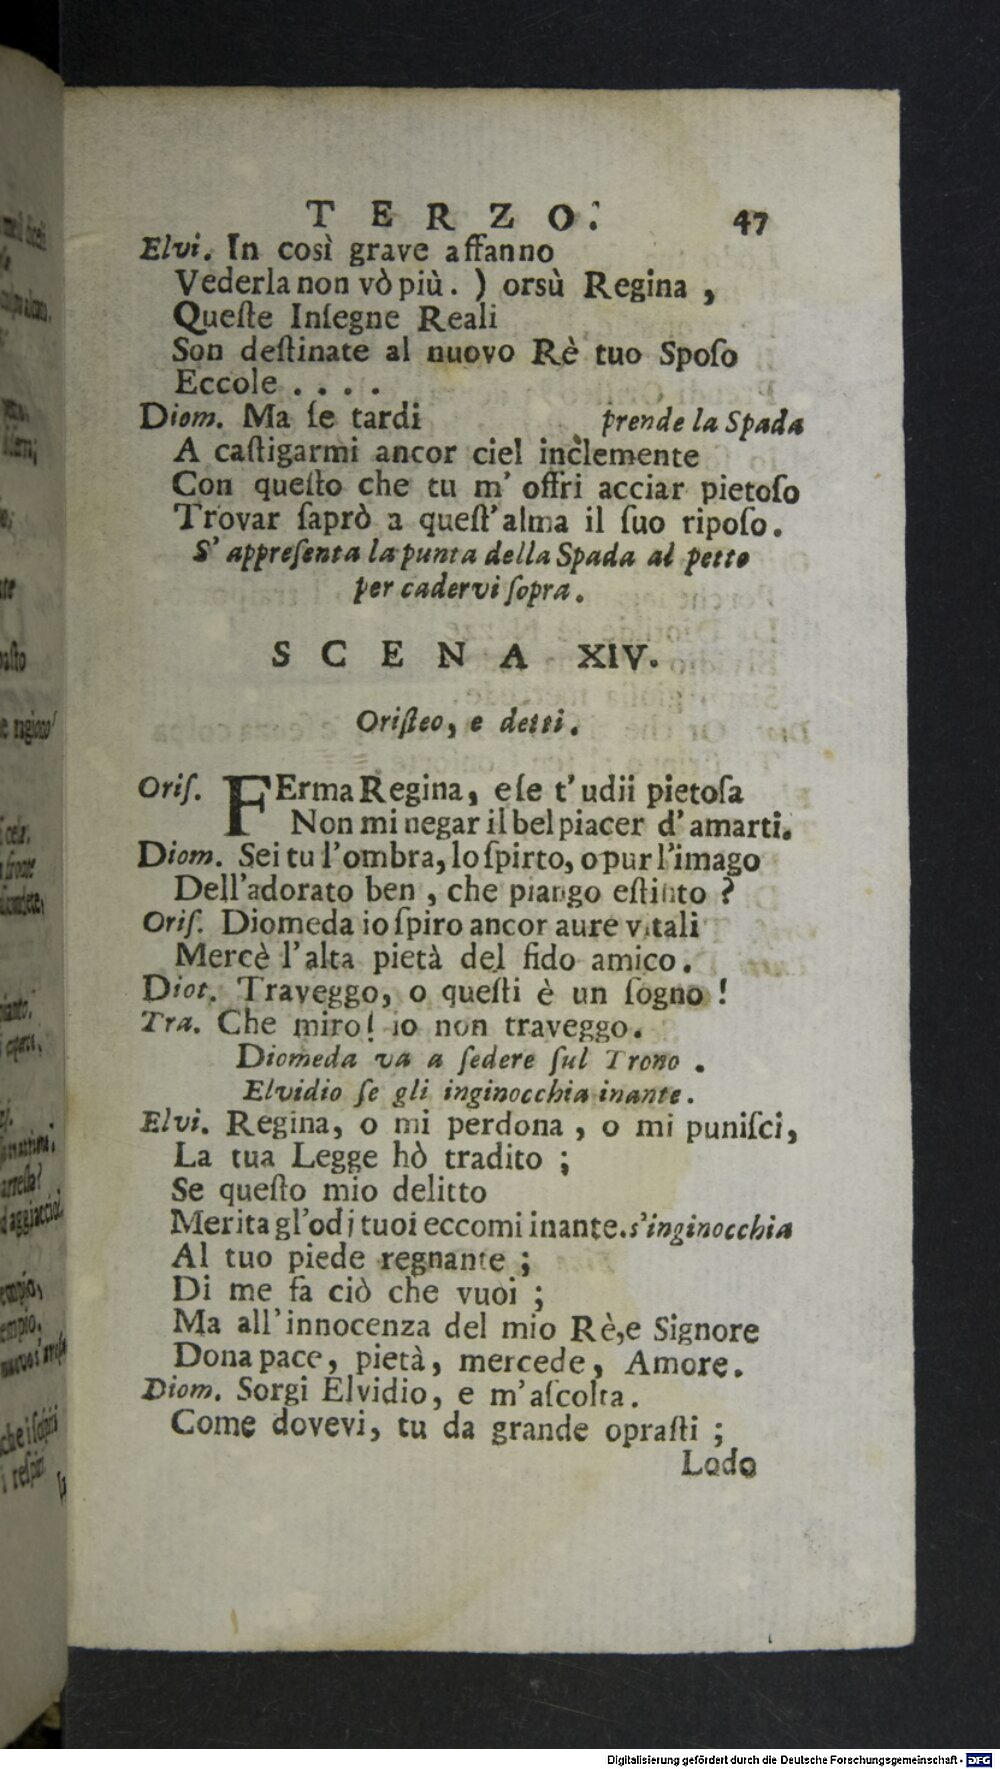 TERZO. 47
Elvi. In così grave affanno
Vederla non vò più. ) orsù Regina ,
Queſte Inſegne Reali
Son deſtinate al nuovo Rè tuo Spoſo
Eccole . . . .
Diom. Ma ſe tardi prende la Spada
A caſtigarmi ancor ciel inclemente
Con queſto che tu m' offri acciar pietoſo
Trovar ſaprò a queſt'alma il ſuo ripoſo.
S' appreſenta la punta della Spada al petto
per cadervi ſopra.
SCENA XIV.
Oriſteo, e detti.
Oriſ. FErma Regina, e ſe t' udii pietoſa
Non mi negar il bel piacer d' amarti.
Diom. Sei tu l'ombra, lo ſpirto, o pur l'imago
Dell'adorato ben , che piango eſtinto ?
Oriſ. Diomeda io ſpiro ancor aure vitali
Mercè l'alta pietà del fido amico.
Diot. Traveggo, o queſti è un ſogno !
Tra. Che miro! io non traveggo.
Diomeda va a ſedere ſul Trono .
Elvidio ſe gli inginocchia inante.
Elvi. Regina, o mi perdona , o mi puniſci,
La tua Legge hò tradito ;
Se queſto mio delitto
Merita gl'odj tuoi eccomi inante. s'inginocchia
Al tuo piede regnante ;
Di me fa ciò che vuoi ;
Ma all'innocenza del mio Rè,e Signore
Dona pace, pietà, mercede, Amore.
Diom. Sorgi Elvidio, e m'aſcolta.
Come dovevi, tu da grande opraſti ;
Lodo
Digitalisierung gefördert durch die Deutsche Forschungsgemeinschaft - DFG